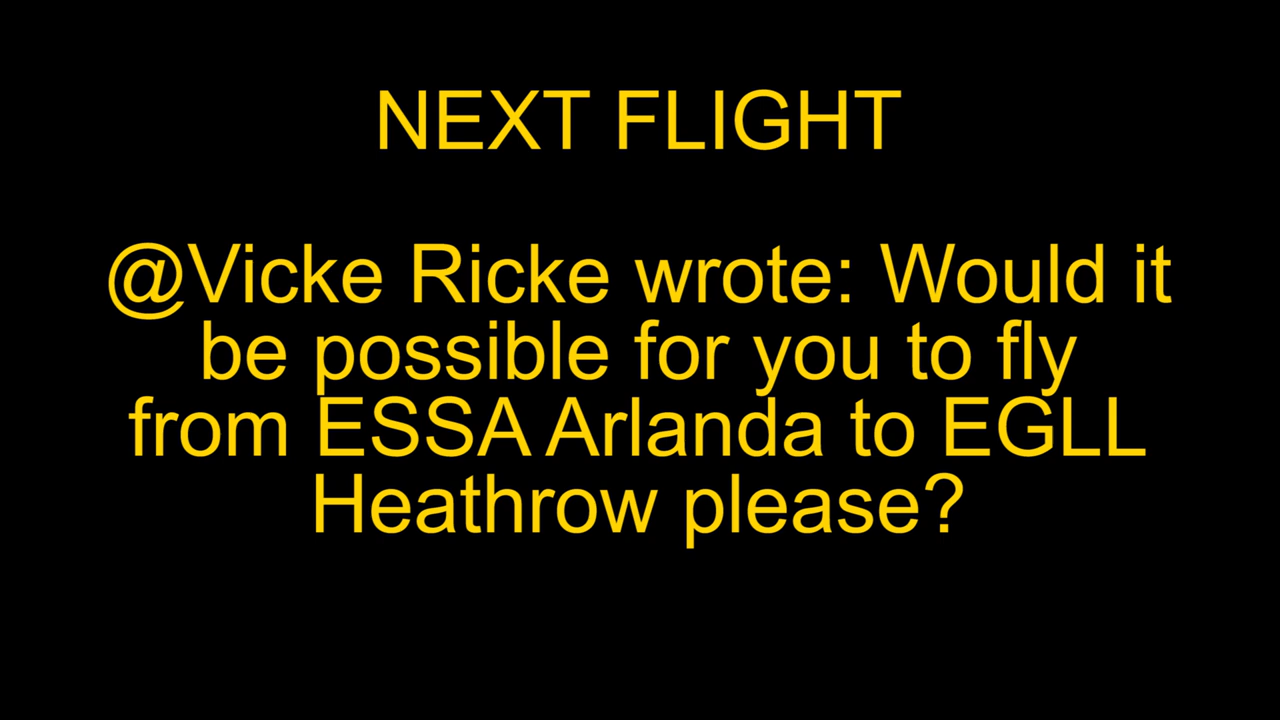 NEXT FLIGHT
@Vicke Ricke wrote: Would it
be possible for you to fly
from ESSA Arlanda to EGLL
Heathrow please?